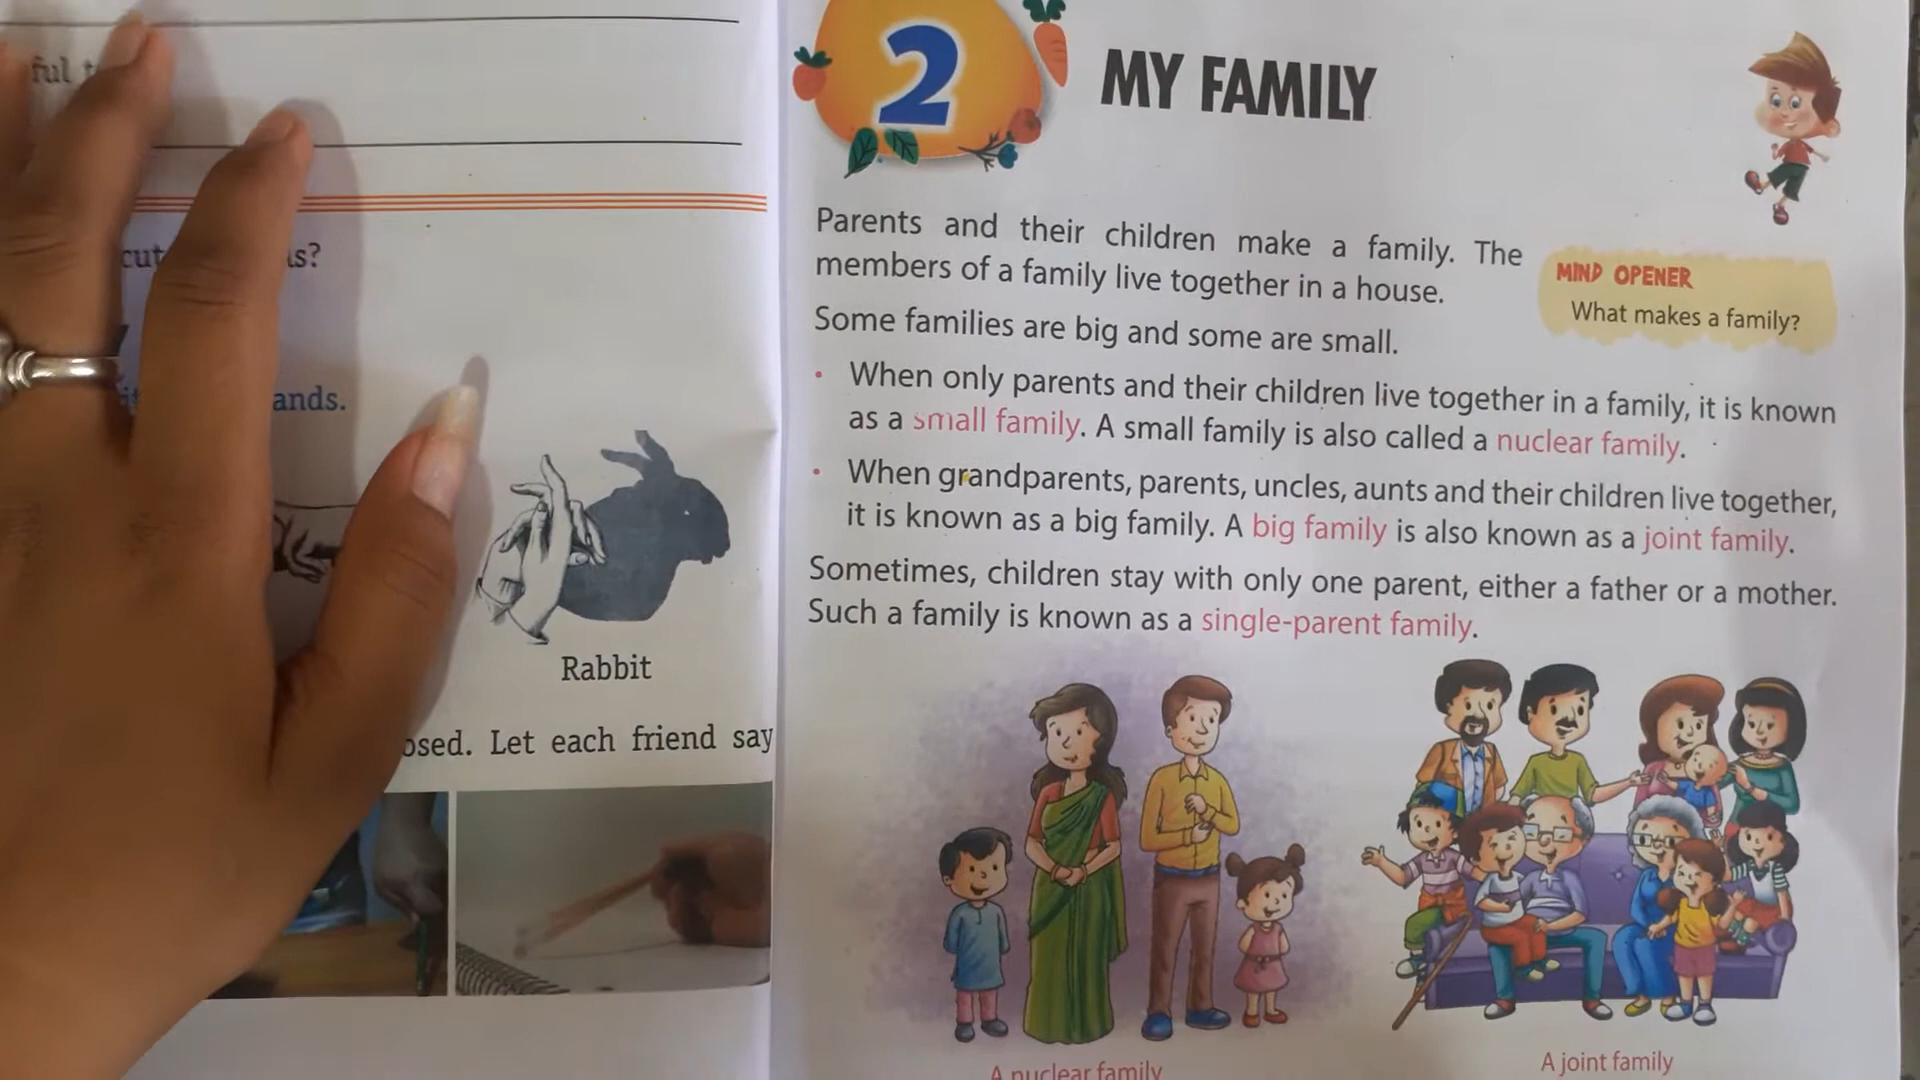 ful
cut
ands.
Rabbit
osed. Let each friend say
2
MY FAMILY
Parents and their children make a family. The
members of a family live together in a house.
MIND OPENER
What makes a family?
Some families are big and some are small.
• When only parents and their children live together in a family, it is known
as a small family. A small family is also called a nuclear family.
• When grandparents, parents, uncles, aunts and their children live together,
it is known as a big family. A big family is also known as a joint family.
Sometimes, children stay with only one parent, either a father or a mother.
Such a family is known as a single-parent family.
A nuclear family
A joint family